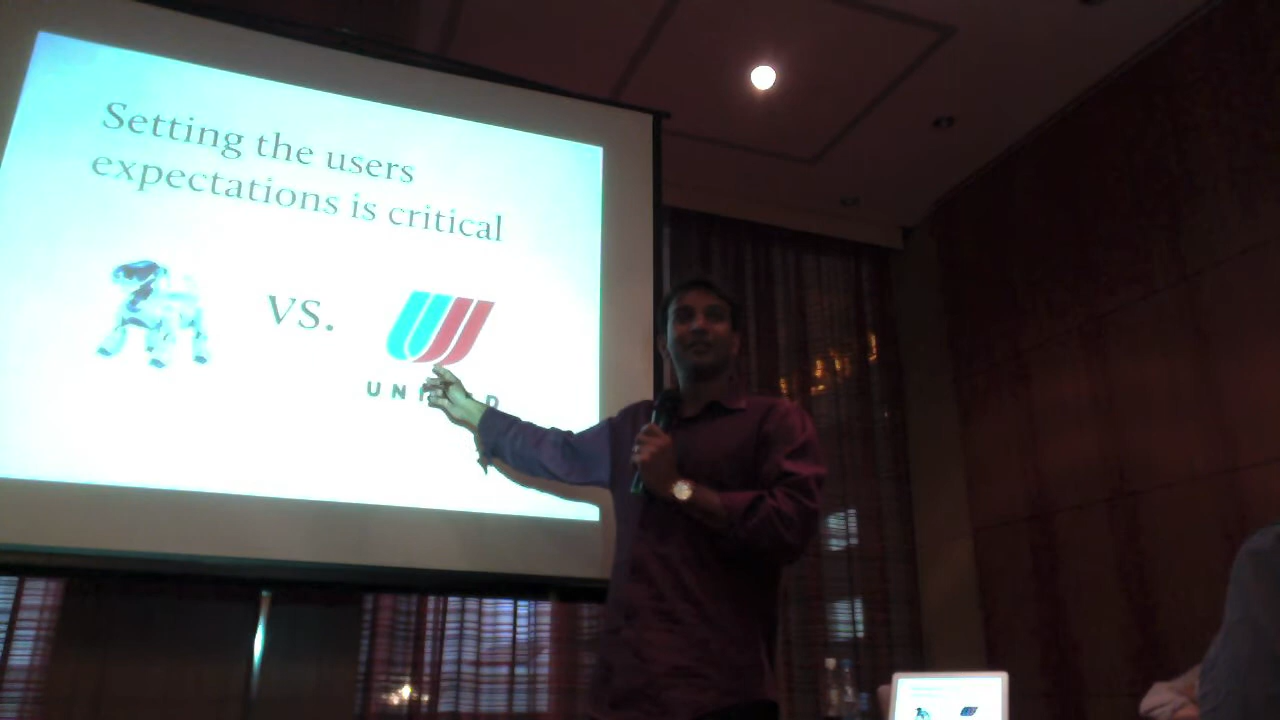 Setting the users
expectations is critical
vs.